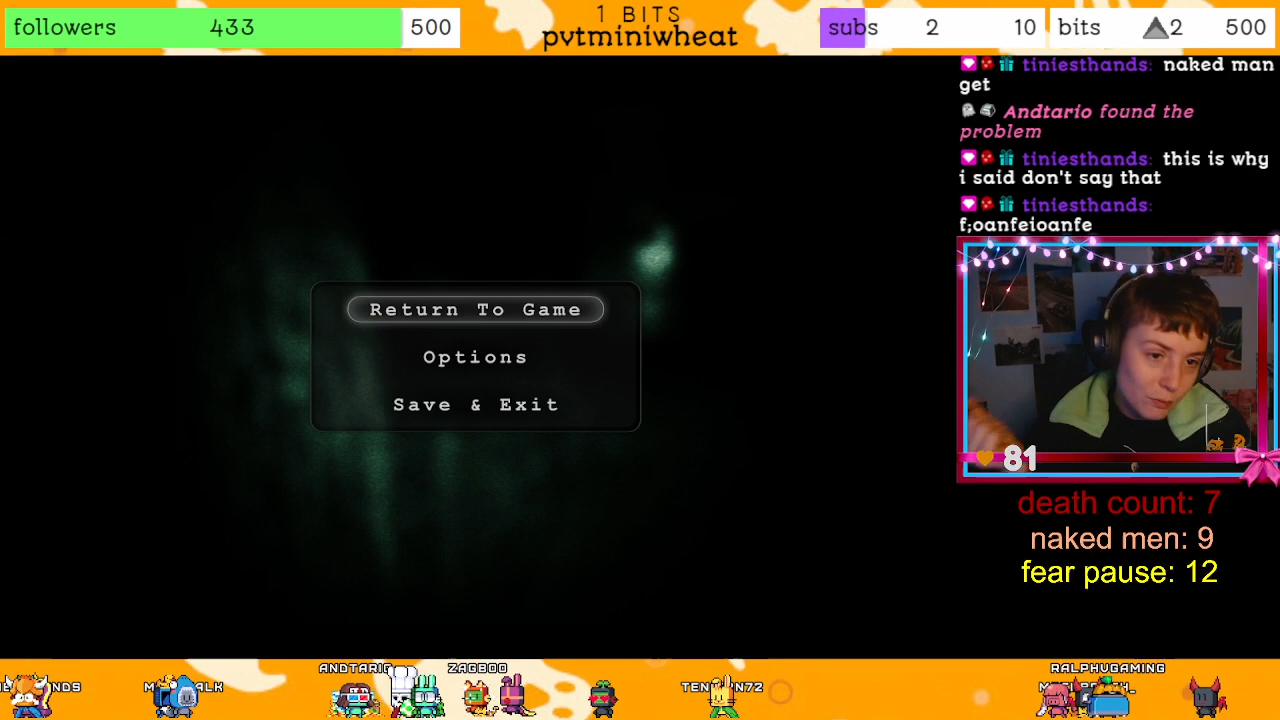 followers 433 500
1 BITS
pvtminiwheat
subs 2 10
bits 2 500
tiniesthands: naked man
get
Andtario found the
problem
tiniesthands: this is why
i said don't say that
tiniesthands:
f;oanfeioanfe
Return To Game
Options
Save & Exit
81
death count: 7
naked men: 9
fear pause: 12
ZAGBOO
RALPHUGAMING